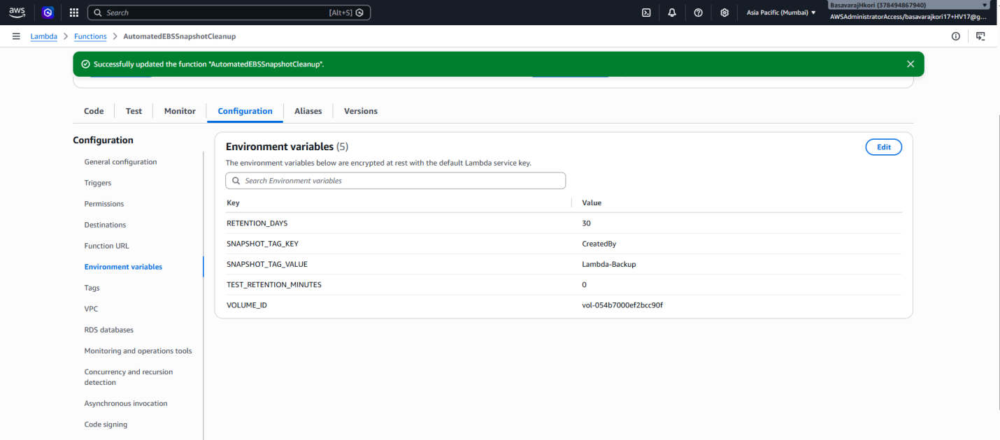 aws
Search [Alt+S]
Asia Pacific (Mumbai)
BasavarajHkori (378494867940)
AWSAdministratorAccess/basavarajkori17+HV17@g...
Lambda
Functions
AutomatedEBSSnapshotCleanup
Successfully updated the function "AutomatedEBSSnapshotCleanup".
Code Test Monitor Configuration Aliases Versions
Configuration
General configuration
Triggers
Permissions
Destinations
Function URL
Environment variables
Tags
VPC
RDS databases
Monitoring and operations tools
Concurrency and recursion
detection
Asynchronous invocation
Code signing
Environment variables (5)
Edit
The environment variables below are encrypted at rest with the default Lambda service key.
Search Environment variables
Key Value
RETENTION_DAYS 30
SNAPSHOT_TAG_KEY CreatedBy
SNAPSHOT_TAG_VALUE Lambda-Backup
TEST_RETENTION_MINUTES 0
VOLUME_ID vol-054b7000ef2bcc90f